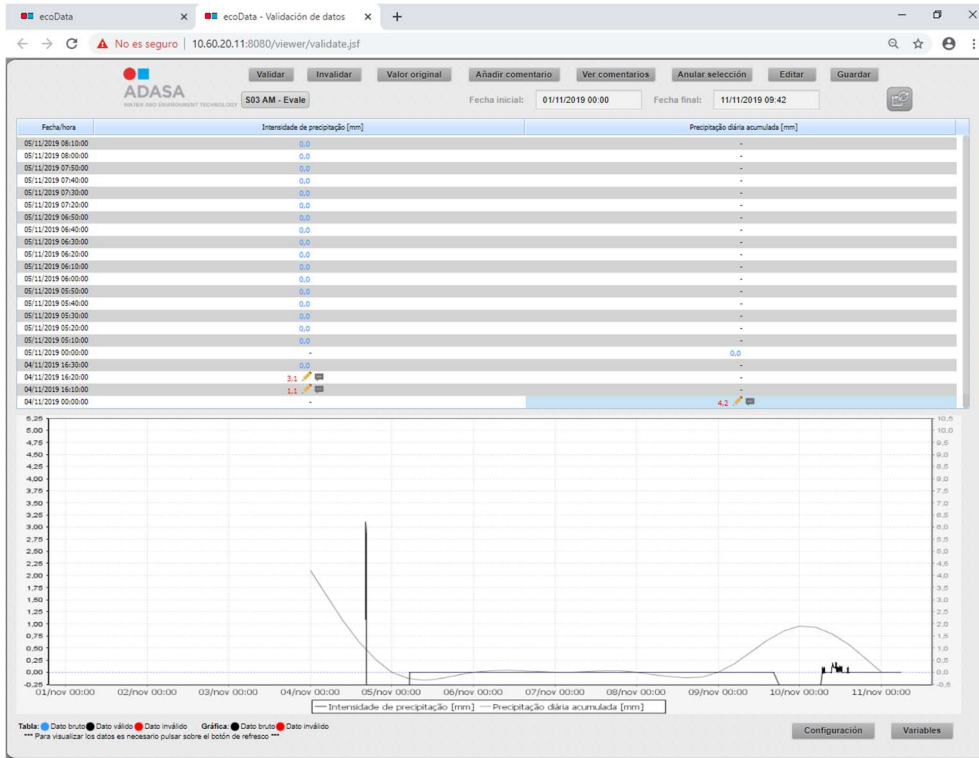 ecoData
ecoData - Validación de datos
No es seguro | 10.60.20.11:8080/viewer/validate.jsf
ADASA
WATER AND ENVIRONMENT TECHNOLOGY
Validar Invalidar Valor original Añadir comentario Ver comentarios Anular selección Editar Guardar
S03 AM - Evale Fecha inicial: 01/11/2019 00:00 Fecha final: 11/11/2019 09:42
Fecha/hora Intensidade de precipitação [mm] Precipitação diária acumulada [mm]
05/11/2019 08:10:00 0,0 -
05/11/2019 08:00:00 0,0 -
05/11/2019 07:50:00 0,0 -
05/11/2019 07:40:00 0,0 -
05/11/2019 07:30:00 0,0 -
05/11/2019 07:20:00 0,0 -
05/11/2019 06:50:00 0,0 -
05/11/2019 06:40:00 0,0 -
05/11/2019 06:30:00 0,0 -
05/11/2019 06:20:00 0,0 -
05/11/2019 06:10:00 0,0 -
05/11/2019 06:00:00 0,0 -
05/11/2019 05:50:00 0,0 -
05/11/2019 05:40:00 0,0 -
05/11/2019 05:30:00 0,0 -
05/11/2019 05:20:00 0,0 -
05/11/2019 05:10:00 0,0 -
05/11/2019 00:00:00 - 0,0
04/11/2019 16:30:00 0,0 -
04/11/2019 16:20:00 3,1 -
04/11/2019 16:10:00 1,1 -
04/11/2019 00:00:00 - 4,2
5,25 10,5
5,00 10,0
4,75 9,5
4,50 9,0
4,25 8,5
4,00 8,0
3,75 7,5
3,50 7,0
3,25 6,5
3,00 6,0
2,75 5,5
2,50 5,0
2,25 4,5
2,00 4,0
1,75 3,5
1,50 3,0
1,25 2,5
1,00 2,0
0,75 1,5
0,50 1,0
0,25 0,5
0,00 0,0
-0,25 -0,5
01/nov 00:00 02/nov 00:00 03/nov 00:00 04/nov 00:00 05/nov 00:00 06/nov 00:00 07/nov 00:00 08/nov 00:00 09/nov 00:00 10/nov 00:00 11/nov 00:00
Intensidade de precipitação [mm] Precipitação diária acumulada [mm]
Tabla: Dato bruto Dato válido Dato inválido Gráfica: Dato bruto Dato inválido
*** Para visualizar los datos es necesario pulsar sobre el botón de refresco ***
Configuración Variables